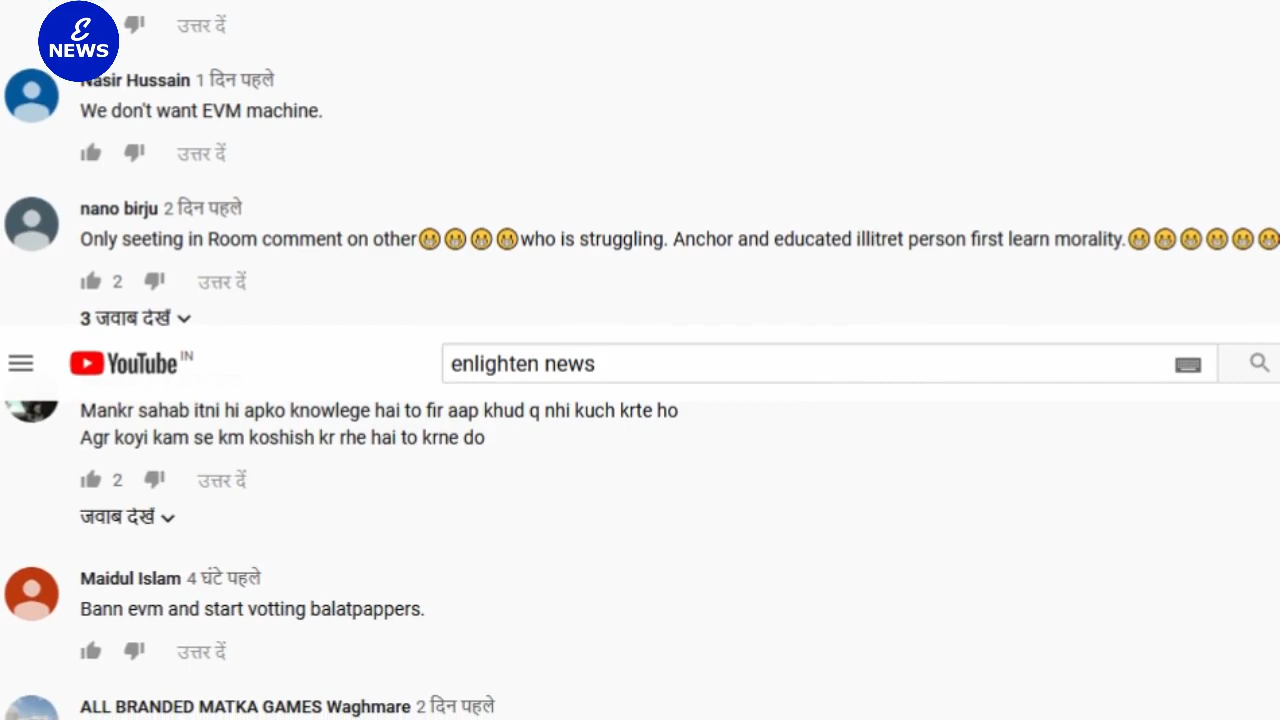 E
NEWS
उत्तर दें
Nasir Hussain 1 दिन पहले
We don't want EVM machine.
उत्तर दें
nano birju 2 दिन पहले
Only seeting in Room comment on other😁😁😁😁who is struggling. Anchor and educated illitret person first learn morality.😁😁😁😁😁😁
2 उत्तर दें
3 जवाब देखें
YouTube IN
enlighten news
Mankr sahab itni hi apko knowlege hai to fir aap khud q nhi kuch krte ho
Agr koyi kam se km koshish kr rhe hai to krne do
2 उत्तर दें
जवाब देखें
Maidul Islam 4 घंटे पहले
Bann evm and start votting balatpappers.
उत्तर दें
ALL BRANDED MATKA GAMES Waghmare 2 दिन पहले